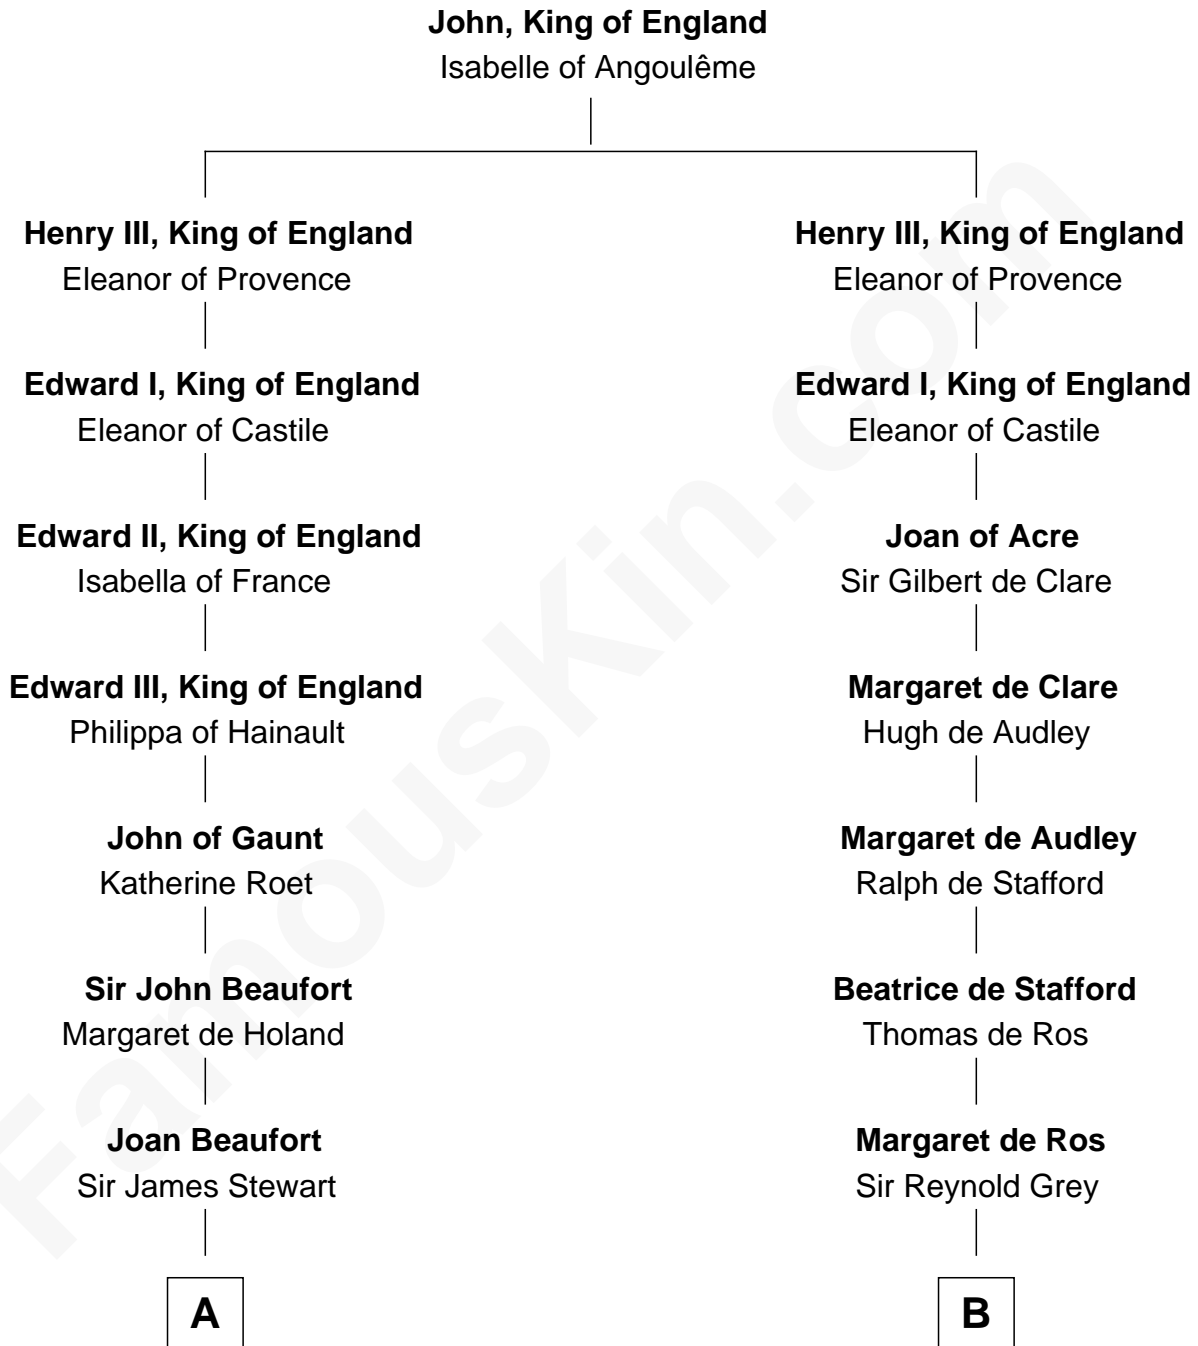 John, King of England
Isabelle of Angoulême
Henry III, King of England
Eleanor of Provence
Edward I, King of England
Eleanor of Castile
Edward II, King of England
Isabella of France
Edward III, King of England
Philippa of Hainault
John of Gaunt
Katherine Roet
Sir John Beaufort
Margaret de Holand
Joan Beaufort
Sir James Stewart
A
Henry III, King of England
Eleanor of Provence
Edward I, King of England
Eleanor of Castile
Joan of Acre
Sir Gilbert de Clare
Margaret de Clare
Hugh de Audley
Margaret de Audley
Ralph de Stafford
Beatrice de Stafford
Thomas de Ros
Margaret de Ros
Sir Reynold Grey
B
FamousKin.com